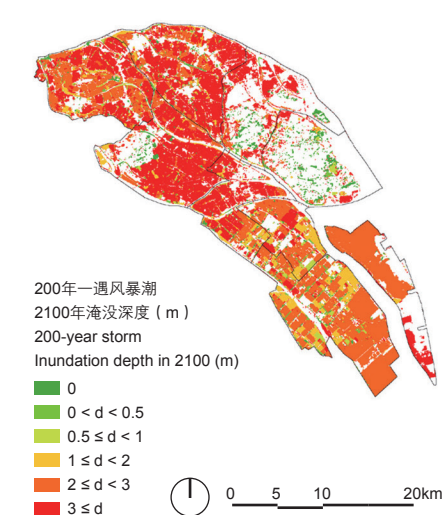 200年一遇风暴潮
2100年淹没深度（m）
200-year storm
Inundation depth in 2100 (m)
0
0 < d < 0.5
0.5 ≤ d < 1
1 ≤ d < 2
2 ≤ d < 3
3 ≤ d
0 5 10 20km